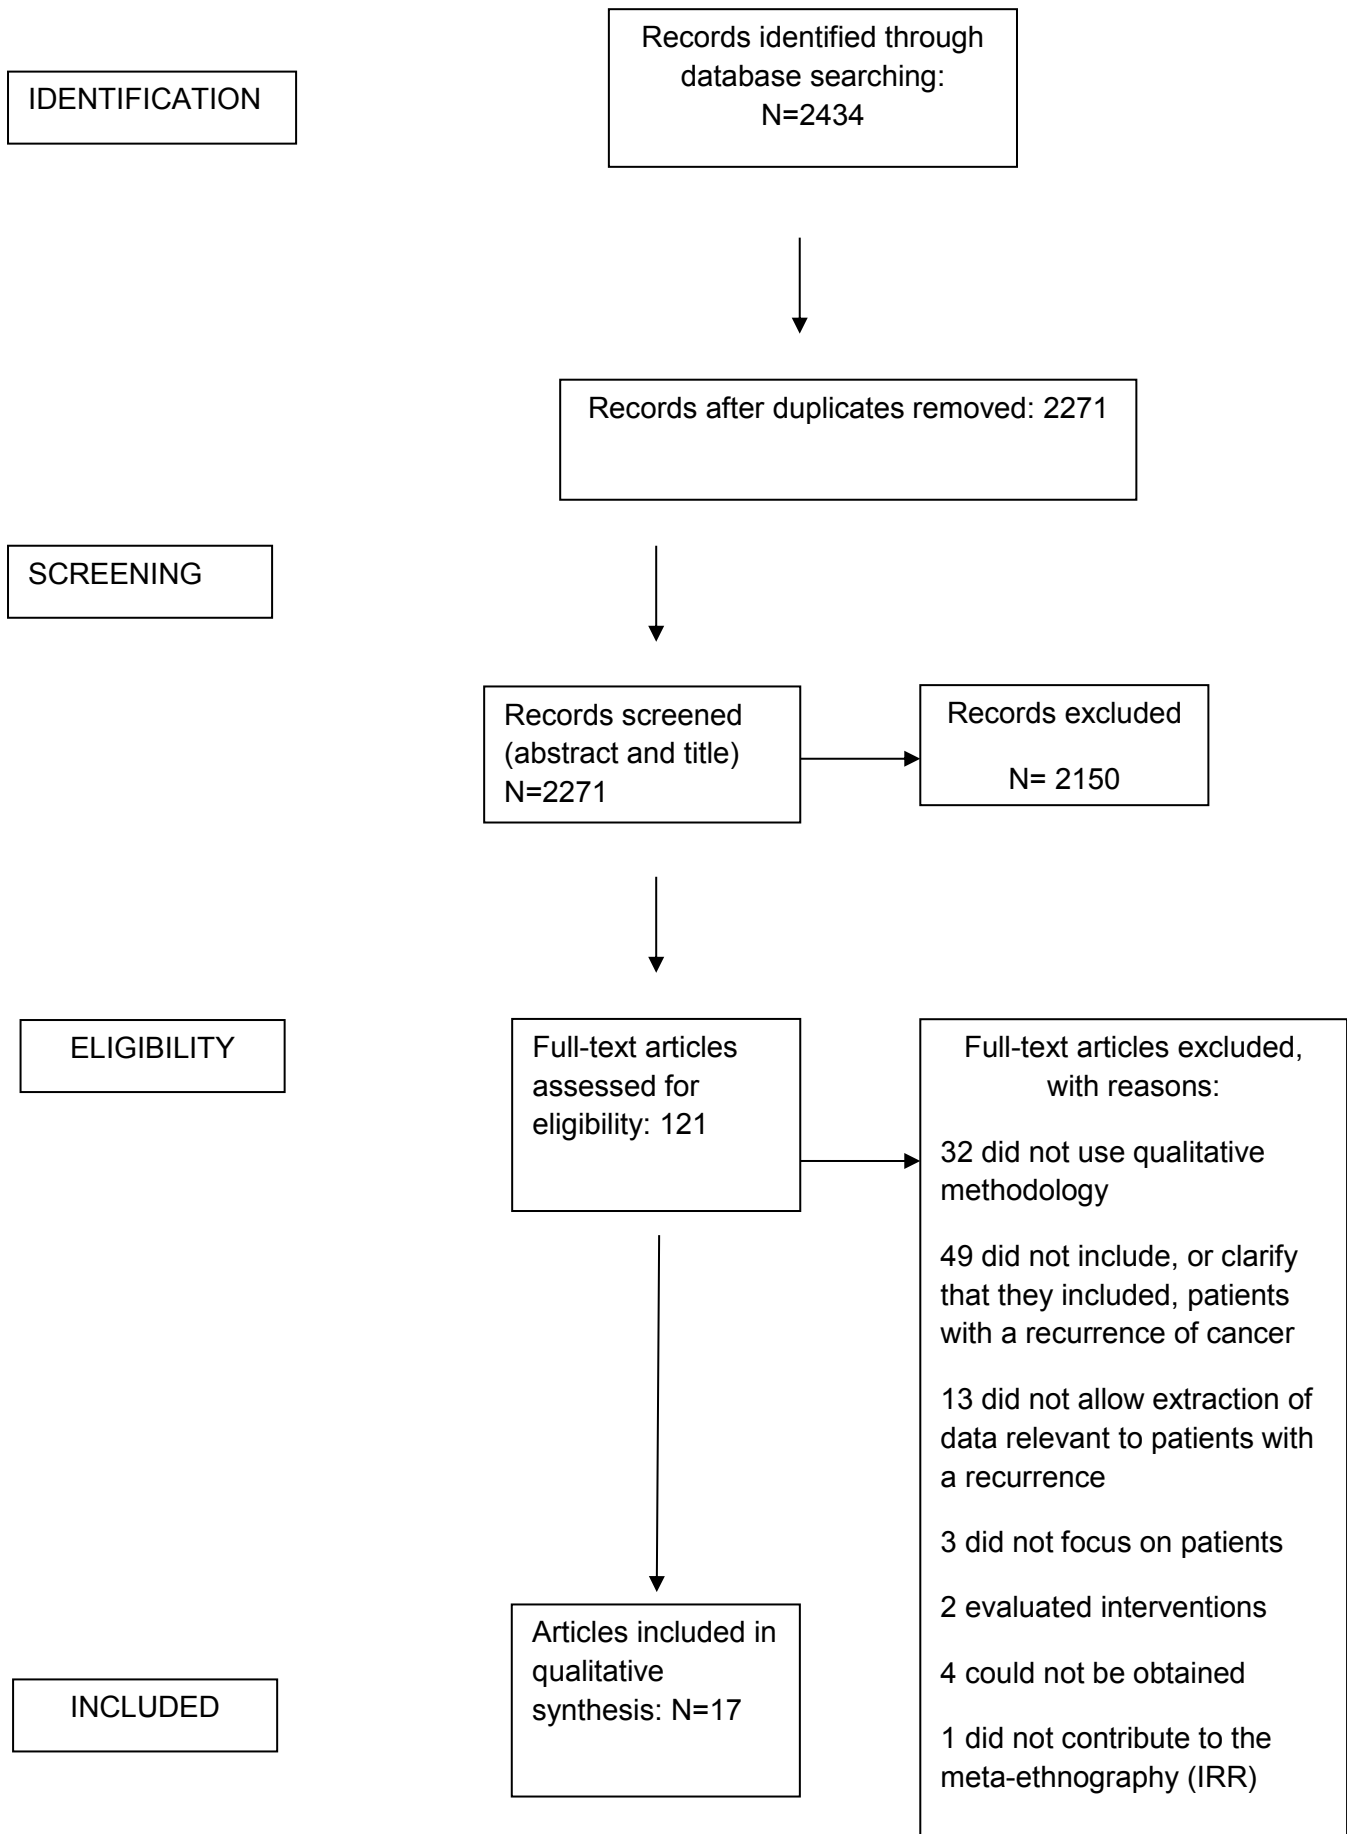 IDENTIFICATION
Records identified through
database searching:
N=2434
Records after duplicates removed: 2271
SCREENING
Records screened
(abstract and title)
N=2271
Records excluded
N= 2150
ELIGIBILITY
Full-text articles
assessed for
eligibility: 121
Full-text articles excluded,
with reasons:
32 did not use qualitative
methodology
49 did not include, or clarify
that they included, patients
with a recurrence of cancer
13 did not allow extraction of
data relevant to patients with
a recurrence
3 did not focus on patients
2 evaluated interventions
4 could not be obtained
1 did not contribute to the
meta-ethnography (IRR)
INCLUDED
Articles included in
qualitative
synthesis: N=17